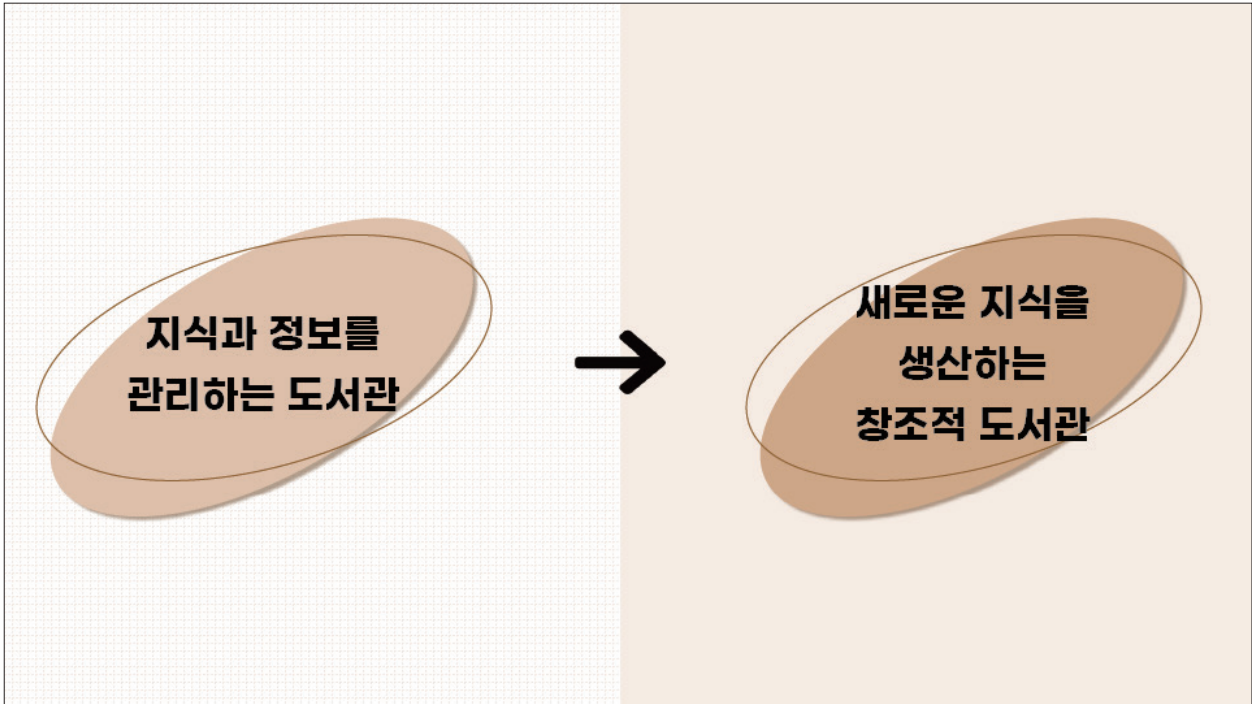 지식과 정보를
관리하는 도서관
새로운 지식을
생산하는
창조적 도서관